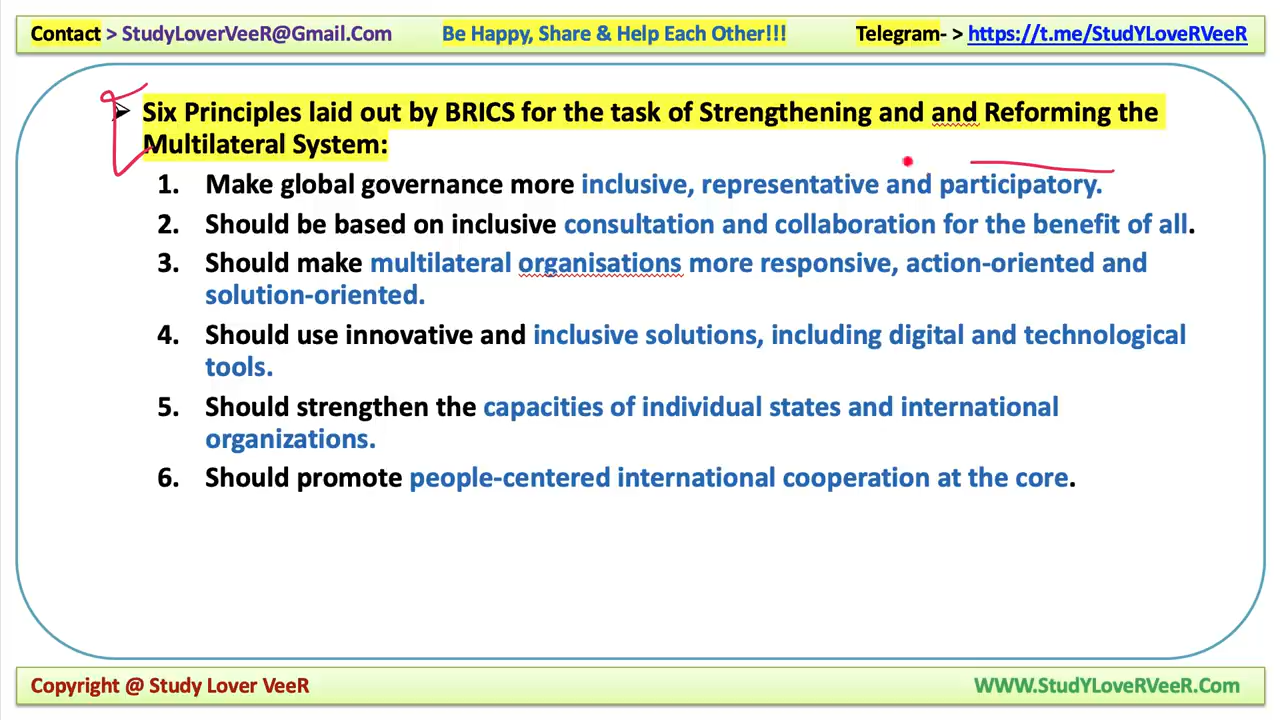 Contact > StudyLoverVeeR@Gmail.Com Be Happy, Share & Help Each Other!!! Telegram- > https://t.me/StudYLoveRVeeR
➤ Six Principles laid out by BRICS for the task of Strengthening and and Reforming the
Multilateral System:
1. Make global governance more inclusive, representative and participatory.
2. Should be based on inclusive consultation and collaboration for the benefit of all.
3. Should make multilateral organisations more responsive, action-oriented and
solution-oriented.
4. Should use innovative and inclusive solutions, including digital and technological
tools.
5. Should strengthen the capacities of individual states and international
organizations.
6. Should promote people-centered international cooperation at the core.
Copyright @ Study Lover VeeR WWW.StudYLoveRVeeR.Com